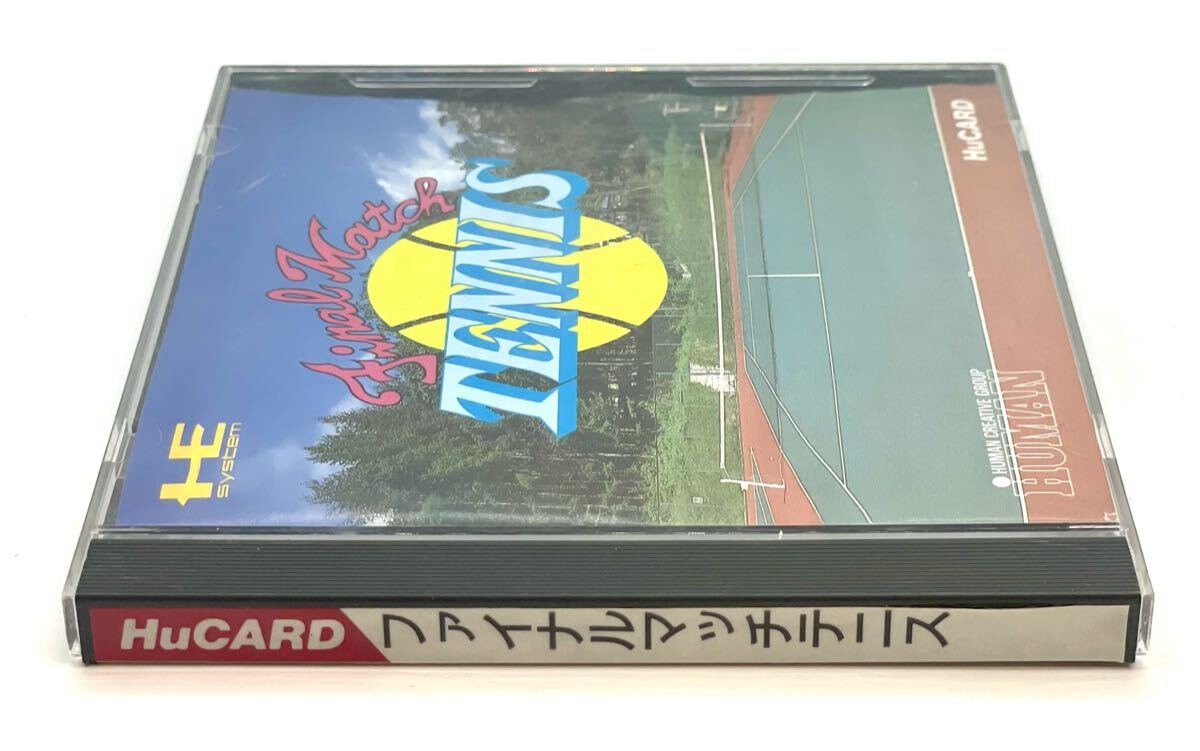 HE
system
Final Match
TENNIS
HuCARD
HUMAN CREATIVE GROUP
HUMAN
HuCARD ファイナルマッチテニス